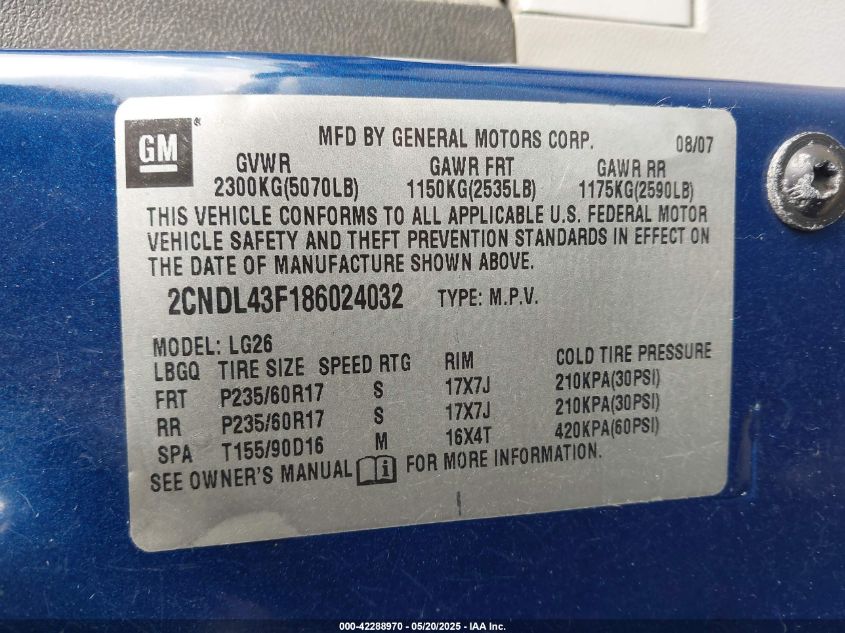 GM
MFD BY GENERAL MOTORS CORP. 08/07
GVWR GAWR FRT GAWR RR
2300KG(5070LB) 1150KG(2535LB) 1175KG(2590LB)
THIS VEHICLE CONFORMS TO ALL APPLICABLE U.S. FEDERAL MOTOR
VEHICLE SAFETY AND THEFT PREVENTION STANDARDS IN EFFECT ON
THE DATE OF MANUFACTURE SHOWN ABOVE.
2CNDL43F186024032 TYPE: M.P.V.
MODEL: LG26
LBGQ TIRE SIZE SPEED RTG RIM COLD TIRE PRESSURE
FRT P235/60R17 S 17X7J 210KPA(30PSI)
RR P235/60R17 S 17X7J 210KPA(30PSI)
SPA T155/90D16 M 16X4T 420KPA(60PSI)
SEE OWNER'S MANUAL i FOR MORE INFORMATION.
000-42288970 — 05/20/2025 — IAA Inc.